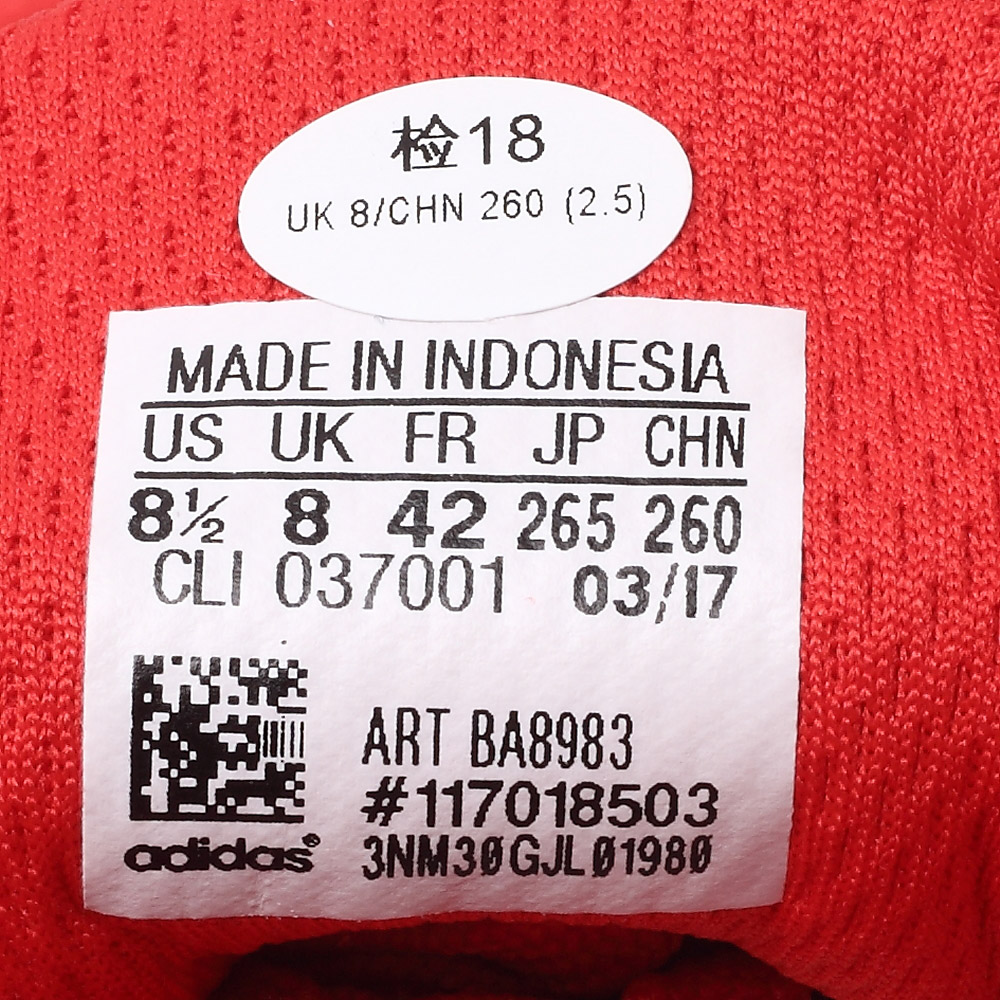 检18
UK 8/CHN 260 (2.5)
MADE IN INDONESIA
US UK FR JP CHN
8½ 8 42 265 260
CLI 037001 03/17
ART BA8983
#117018503
adidas® 3NM30GJL01980